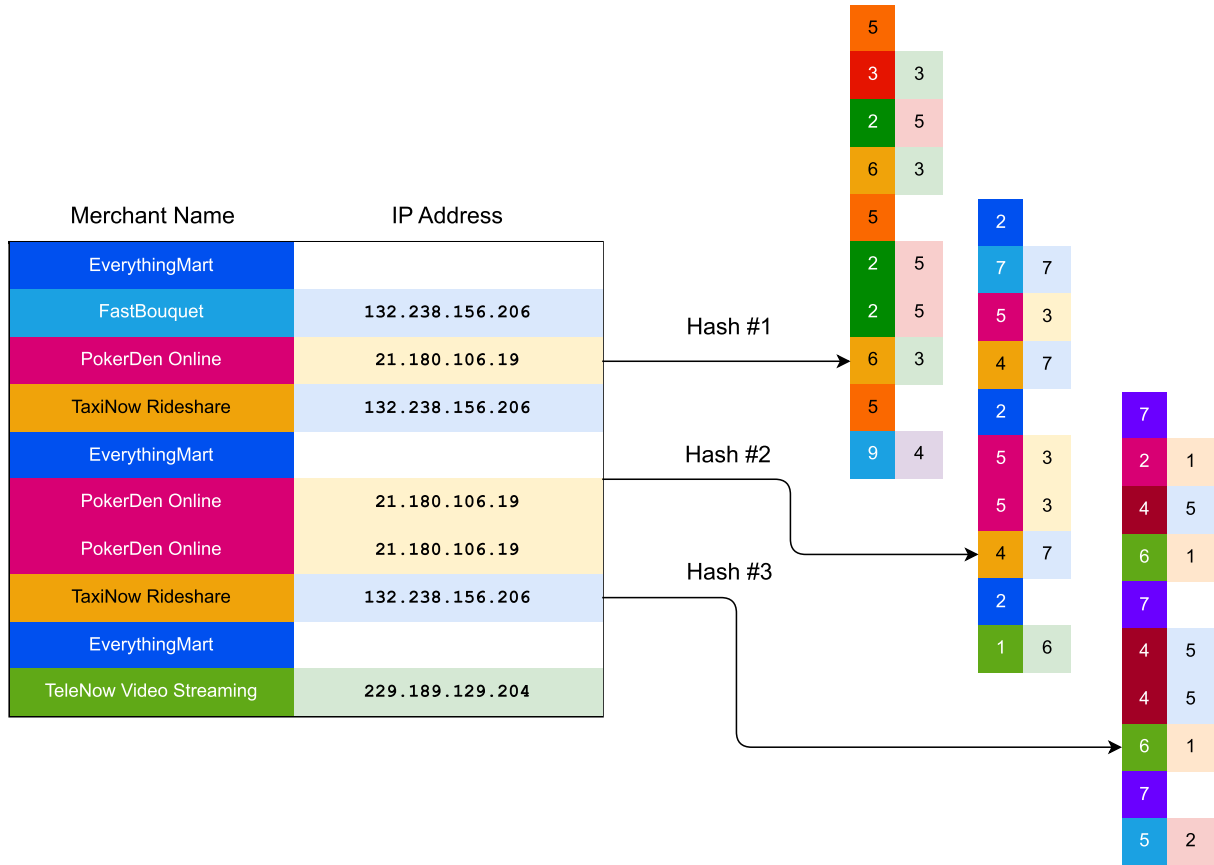 Merchant Name IP Address
EverythingMart
FastBouquet 132.238.156.206
PokerDen Online 21.180.106.19
TaxiNow Rideshare 132.238.156.206
EverythingMart
PokerDen Online 21.180.106.19
PokerDen Online 21.180.106.19
TaxiNow Rideshare 132.238.156.206
EverythingMart
TeleNow Video Streaming 229.189.129.204
Hash #1
5
3 3
2 5
6 3
5
2 5
2 5
6 3
5
9 4
Hash #2
2
7 7
5 3
4 7
2
5 3
5 3
4 7
2
1 6
Hash #3
7
2 1
4 5
6 1
7
4 5
4 5
6 1
7
5 2